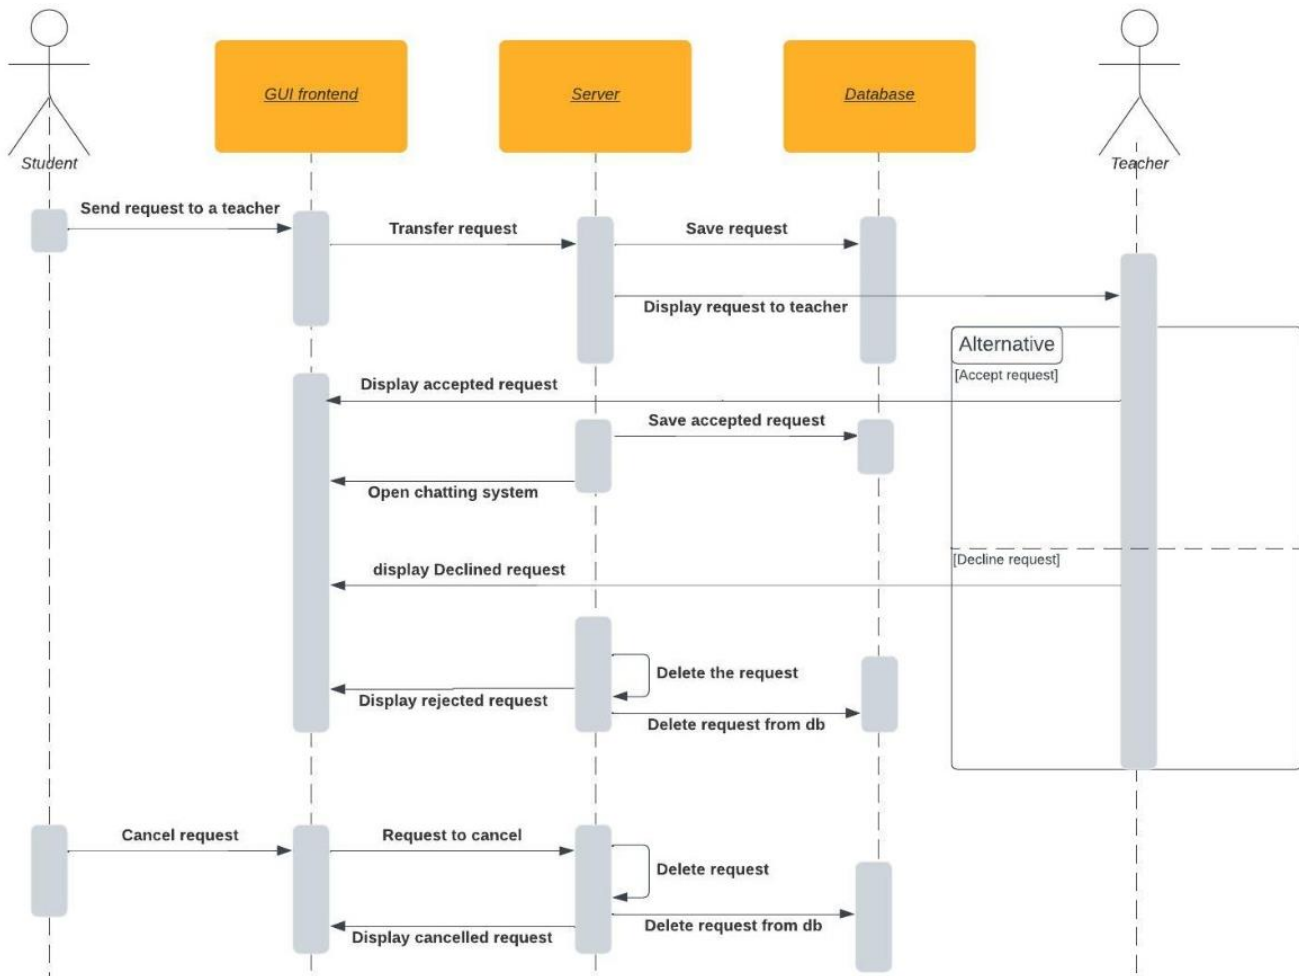 GUI frontend
Server
Database
Student
Teacher
Send request to a teacher
Transfer request
Save request
Display request to teacher
Alternative
[Accept request]
Display accepted request
Save accepted request
Open chatting system
[Decline request]
display Declined request
Delete the request
Display rejected request
Delete request from db
Cancel request
Request to cancel
Delete request
Delete request from db
Display cancelled request